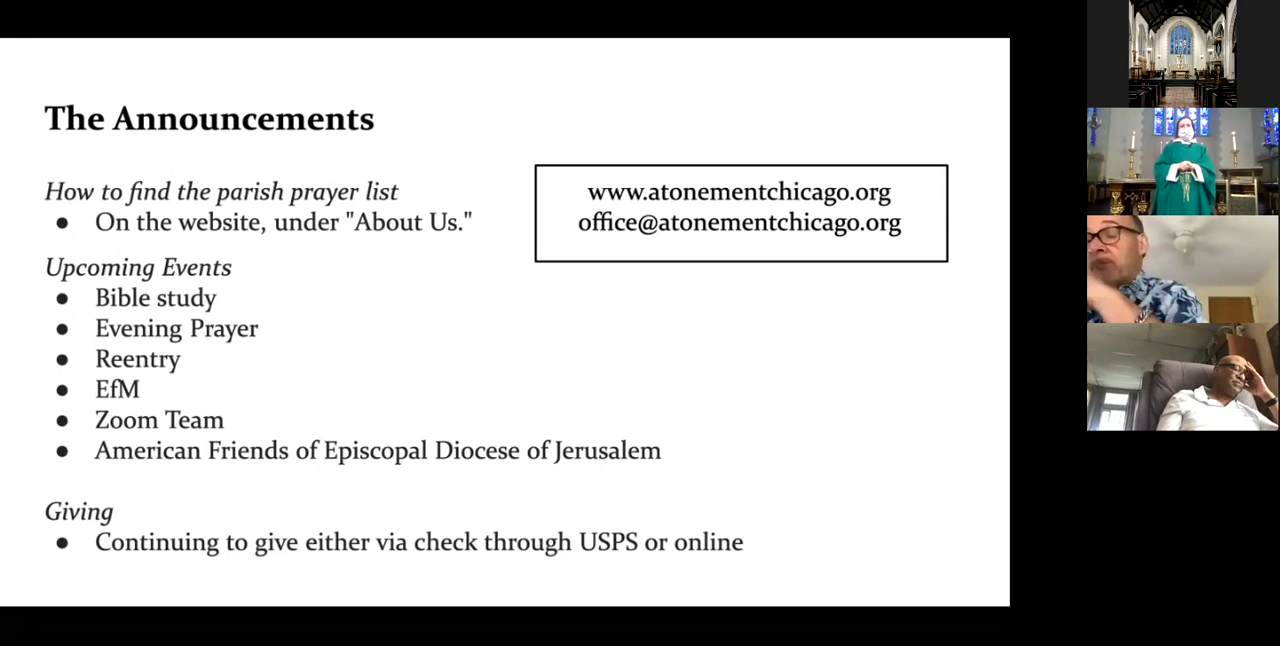 The Announcements
How to find the parish prayer list
● On the website, under "About Us."
www.atonementchicago.org
office@atonementchicago.org
Upcoming Events
● Bible study
● Evening Prayer
● Reentry
● EfM
● Zoom Team
● American Friends of Episcopal Diocese of Jerusalem
Giving
● Continuing to give either via check through USPS or online